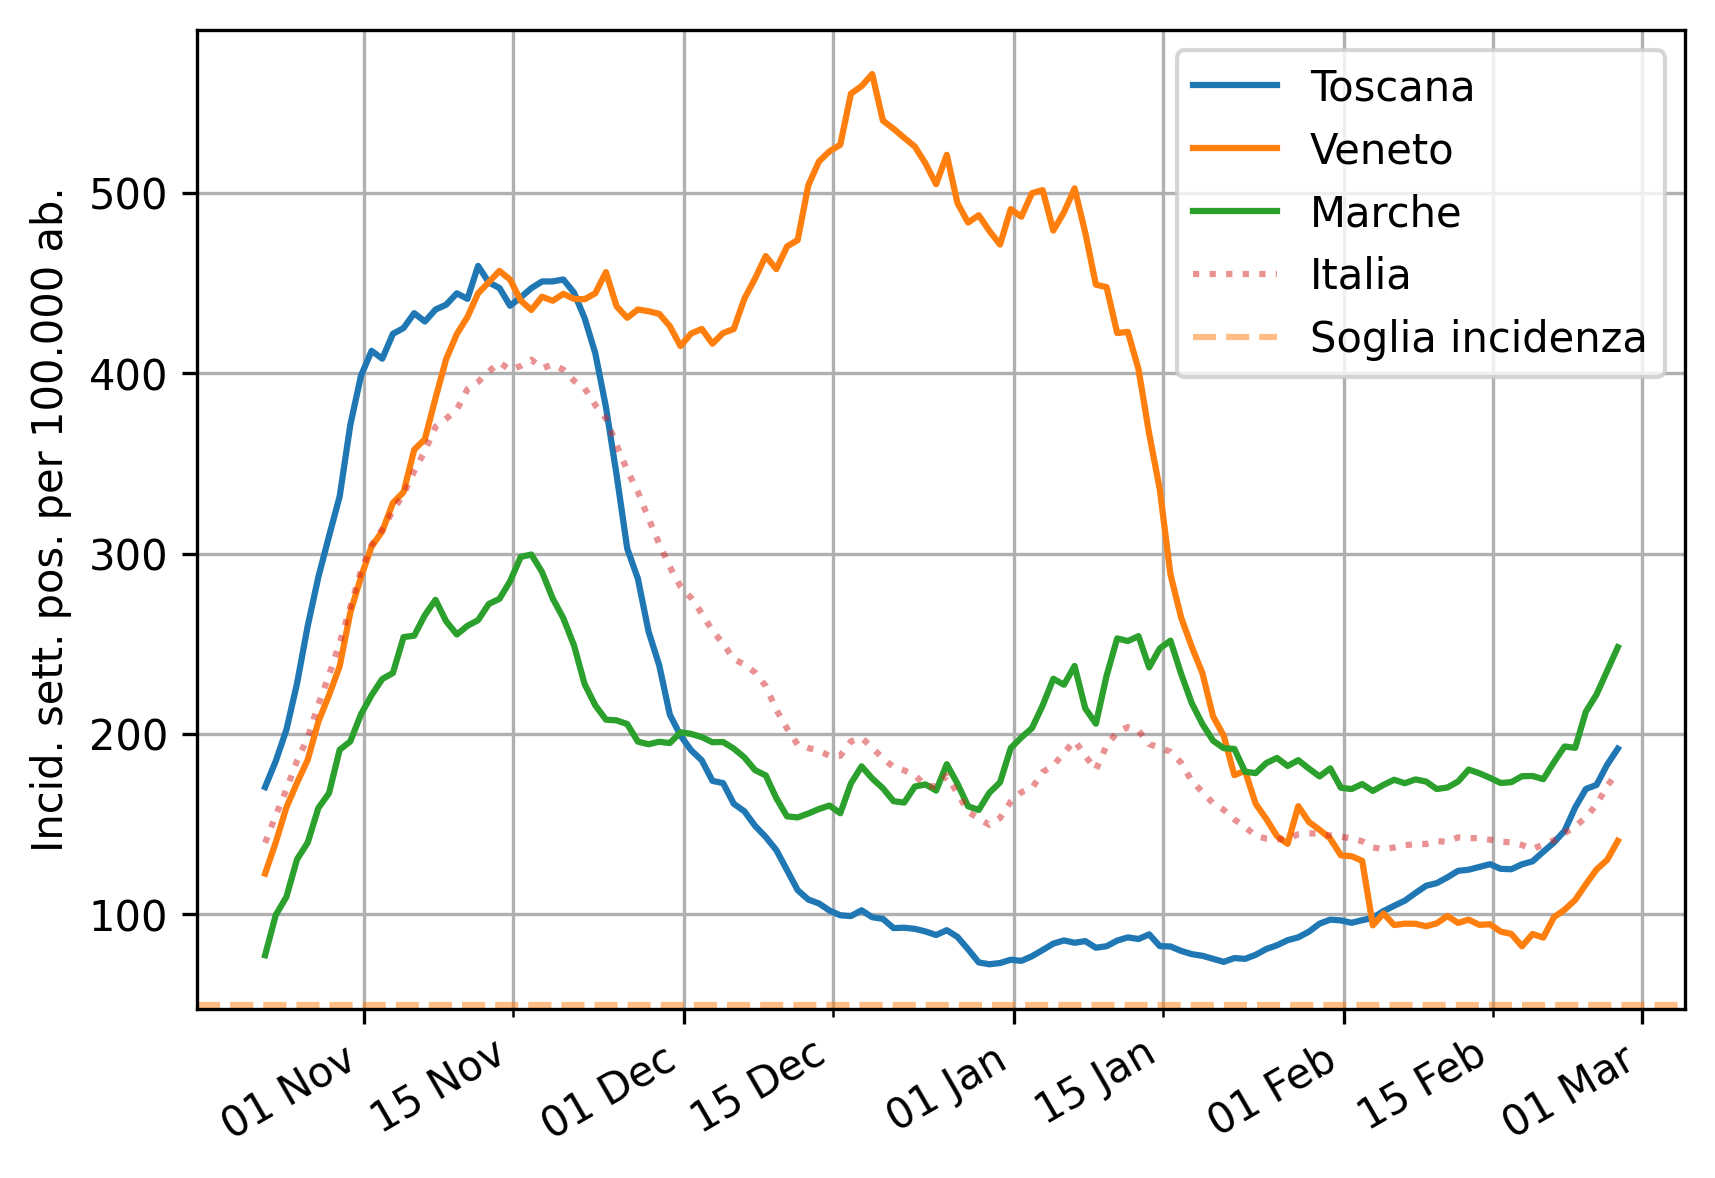 Incid. sett. pos. per 100.000 ab.
500
400
300
200
100
Toscana
Veneto
Marche
Italia
Soglia incidenza
01 Nov
15 Nov
01 Dec
15 Dec
01 Jan
15 Jan
01 Feb
15 Feb
01 Mar